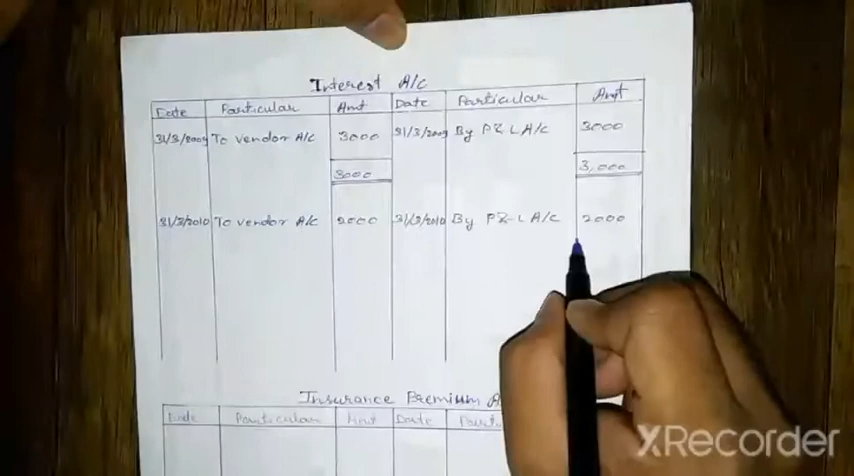 Interest A/c
Date Particular Amt Date Particular Amt
31/3/2009 To vendor A/C 3000 31/3/2009 By P&L A/C 3000
3000 3,000
31/3/2010 To vendor A/C 2000 31/3/2010 By P&L A/C 2000
Insurance Premium A
Date Particular Amt Date
XRecorder